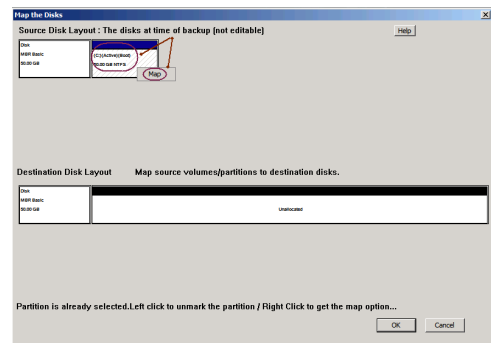 Map the Disks
Source Disk Layout : The disks at time of backup (not editable)
Help
Disk
MBR Basic
50.00 GB
(C:)(Active)(Boot)
50.00 GB NTFS
Map
Destination Disk Layout Map source volumes/partitions to destination disks.
Disk
MBR Basic
50.00 GB
Unallocated
Partition is already selected.Left click to unmark the partition / Right Click to get the map option...
OK Cancel